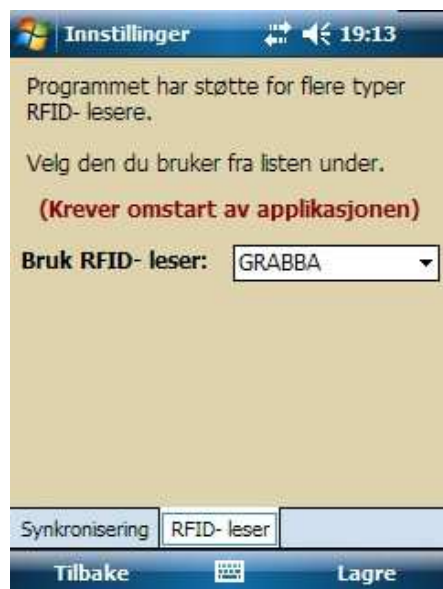 Innstillinger 19:13
Programmet har støtte for flere typer
RFID- lesere.
Velg den du bruker fra listen under.
(Krever omstart av applikasjonen)
Bruk RFID- leser: GRABBA
Synkronisering RFID- leser
Tilbake Lagre